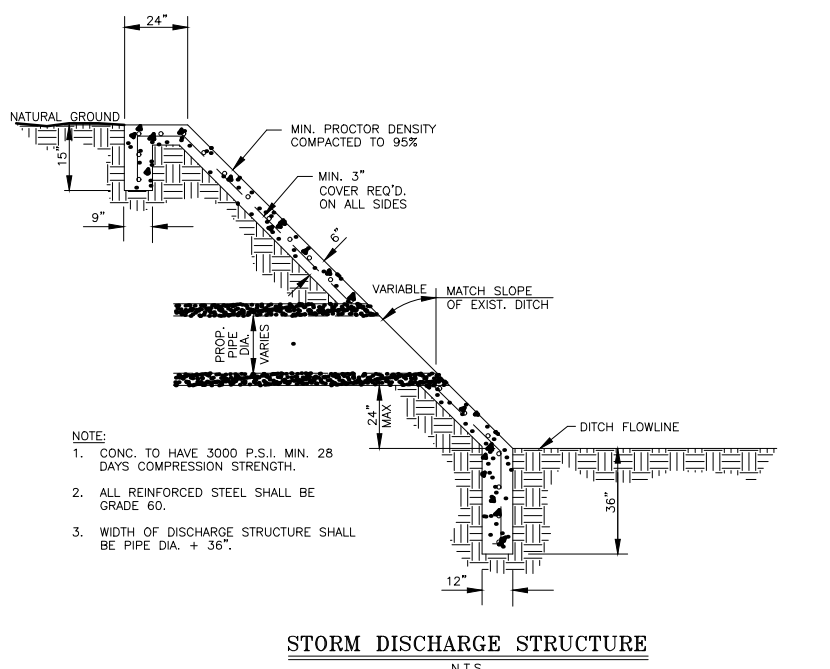 24"
NATURAL GROUND
15"
9"
MIN. PROCTOR DENSITY
COMPACTED TO 95%
MIN. 3"
COVER REQ'D.
ON ALL SIDES
6"
VARIABLE
MATCH SLOPE
OF EXIST. DITCH
PROP.
PIPE
DIA.
VARIES
24"
MAX
DITCH FLOWLINE
36"
12"
NOTE:
1. CONC. TO HAVE 3000 P.S.I. MIN. 28
DAYS COMPRESSION STRENGTH.
2. ALL REINFORCED STEEL SHALL BE
GRADE 60.
3. WIDTH OF DISCHARGE STRUCTURE SHALL
BE PIPE DIA. + 36".
STORM DISCHARGE STRUCTURE
N.T.S.